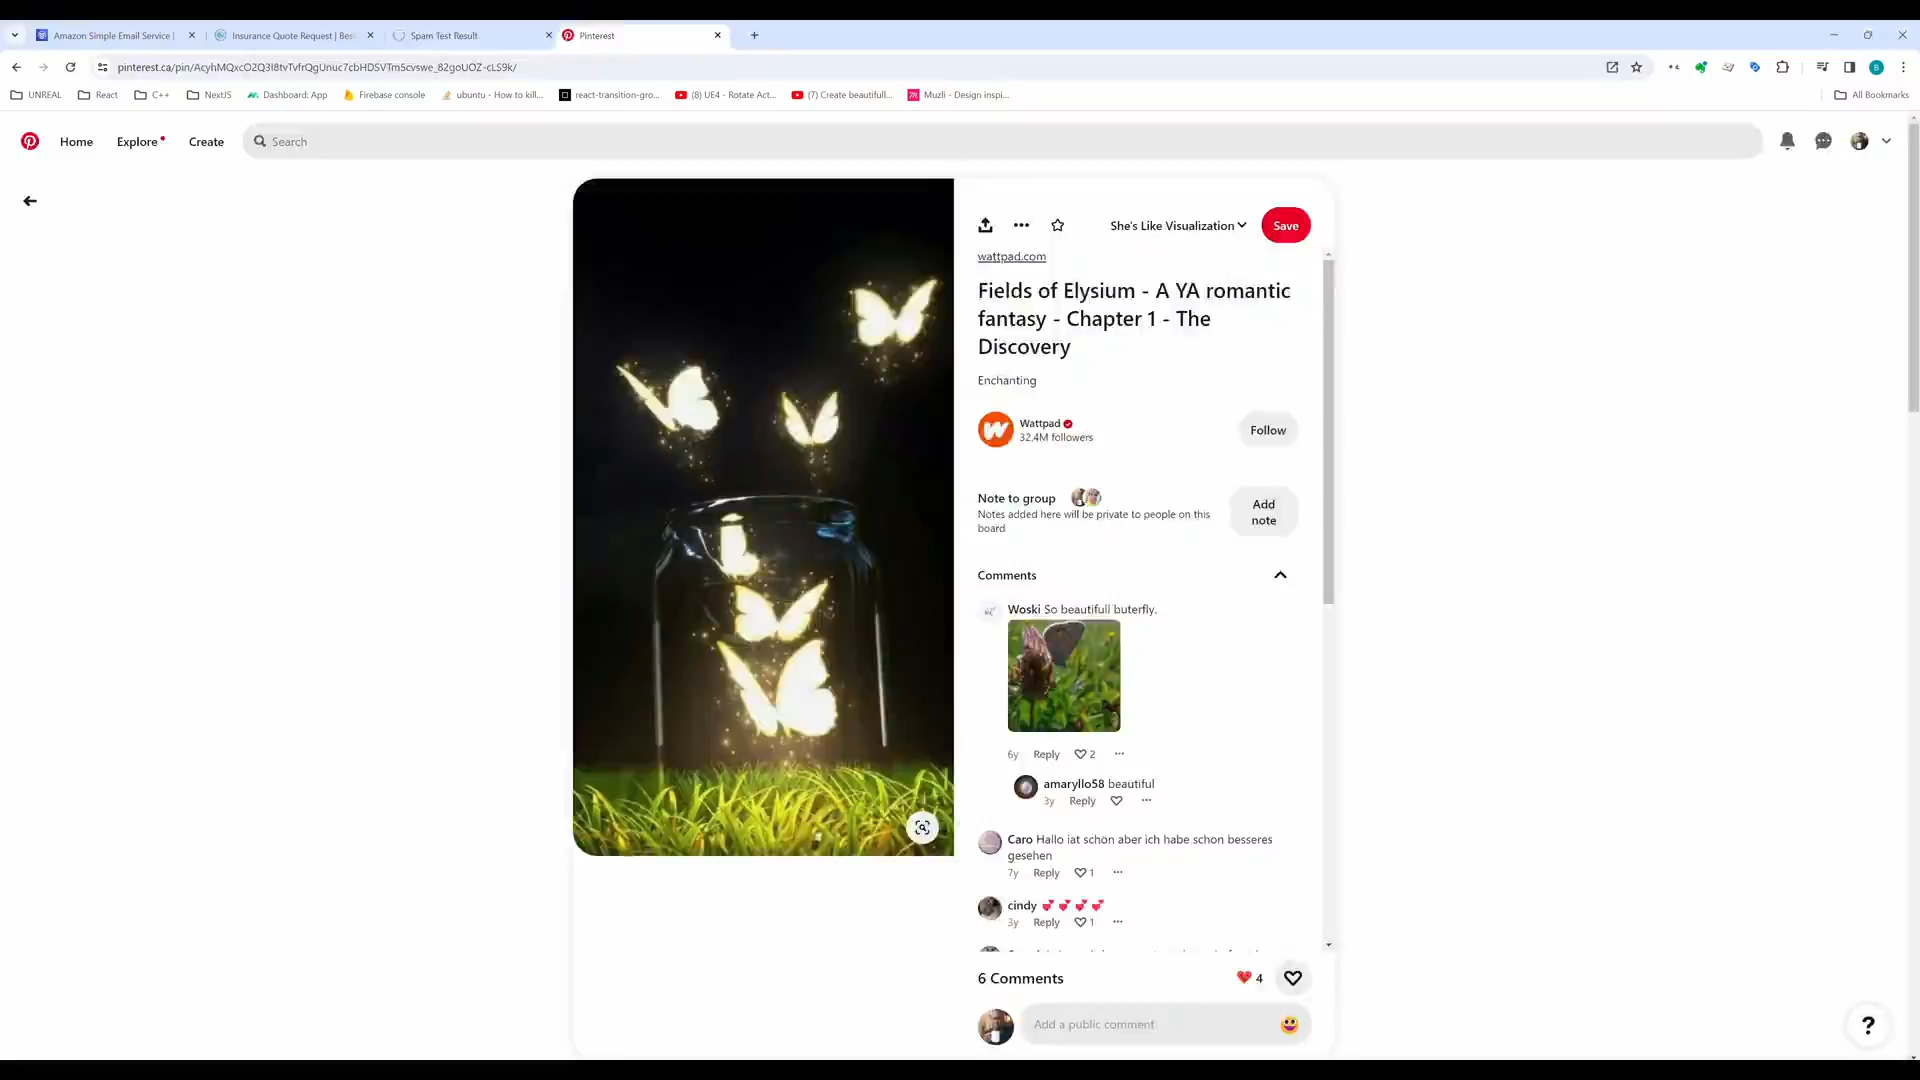 Amazon Simple Email Service |
Insurance Quote Request | Bes
Spam Test Result
Pinterest
pinterest.ca/pin/AcyhMQxcO2Q3I8tvTvfrQgUnuc7cbHDSVTm5cvswe_82goUOZ-cLS9k/
UNREAL
React
C++
NextJS
Dashboard: App
Firebase console
ubuntu - How to kill...
react-transition-gro...
(8) UE4 - Rotate Act...
(7) Create beautifull...
Muzli - Design inspi...
All Bookmarks
Home
Explore
Create
Search
She's Like Visualization
Save
wattpad.com
Fields of Elysium - A YA romantic
fantasy - Chapter 1 - The
Discovery
Enchanting
Wattpad
32.4M followers
Follow
Note to group
Notes added here will be private to people on this
board
Add
note
Comments
Woski So beautifull buterfly.
6y Reply 2
amaryllo58 beautiful
3y Reply
Caro Hallo iat schön aber ich habe schon besseres
gesehen
7y Reply 1
cindy 💕 💕 💕 💕
3y Reply 1
6 Comments
4
Add a public comment
?